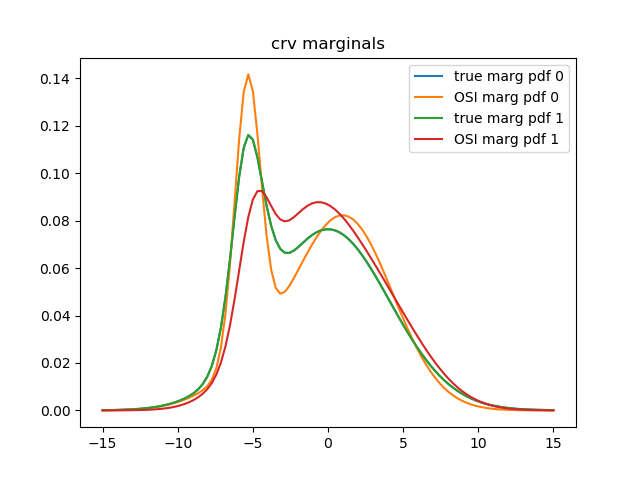 crv marginals
true marg pdf 0
OSI marg pdf 0
true marg pdf 1
OSI marg pdf 1
0.14
0.12
0.10
0.08
0.06
0.04
0.02
0.00
−15 −10 −5 0 5 10 15